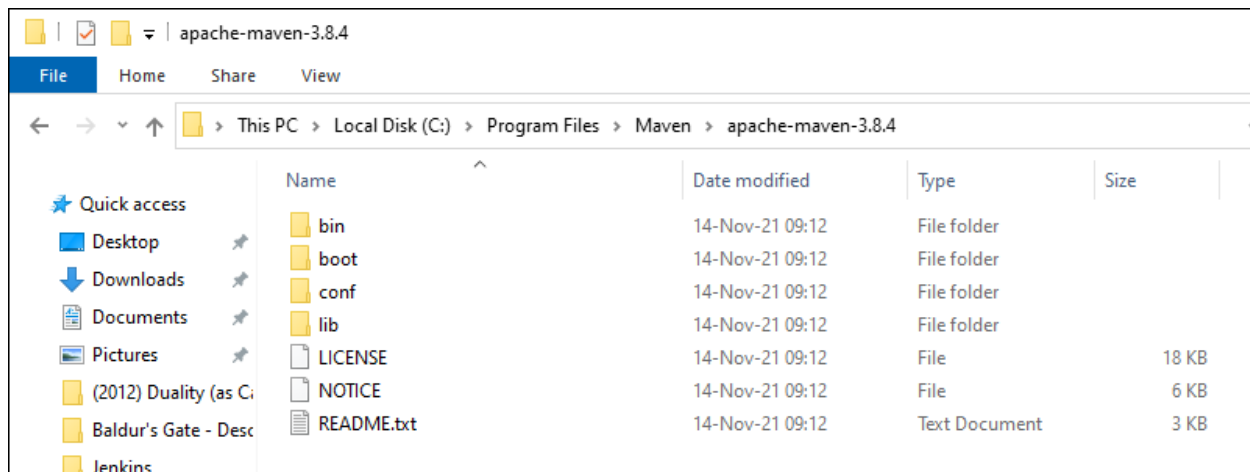 apache-maven-3.8.4
File Home Share View
This PC > Local Disk (C:) > Program Files > Maven > apache-maven-3.8.4
Name Date modified Type Size
Quick access
Desktop
Downloads
Documents
Pictures
(2012) Duality (as Ca
Baldur's Gate - Desc
Jenkins
bin 14-Nov-21 09:12 File folder
boot 14-Nov-21 09:12 File folder
conf 14-Nov-21 09:12 File folder
lib 14-Nov-21 09:12 File folder
LICENSE 14-Nov-21 09:12 File 18 KB
NOTICE 14-Nov-21 09:12 File 6 KB
README.txt 14-Nov-21 09:12 Text Document 3 KB